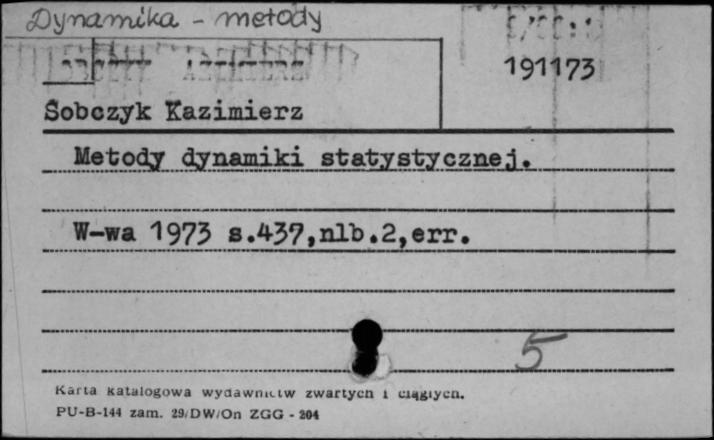 Dynamika - metody
191173
Sobczyk Kazimierz
Metody dynamiki statystycznej.
W-wa 1973 s.437,nlb.2,err.
5
Karta katalogowa wydawnictw zwartych i ciągłych.
PU-B-144 zam. 29/DW/On ZGG - 204